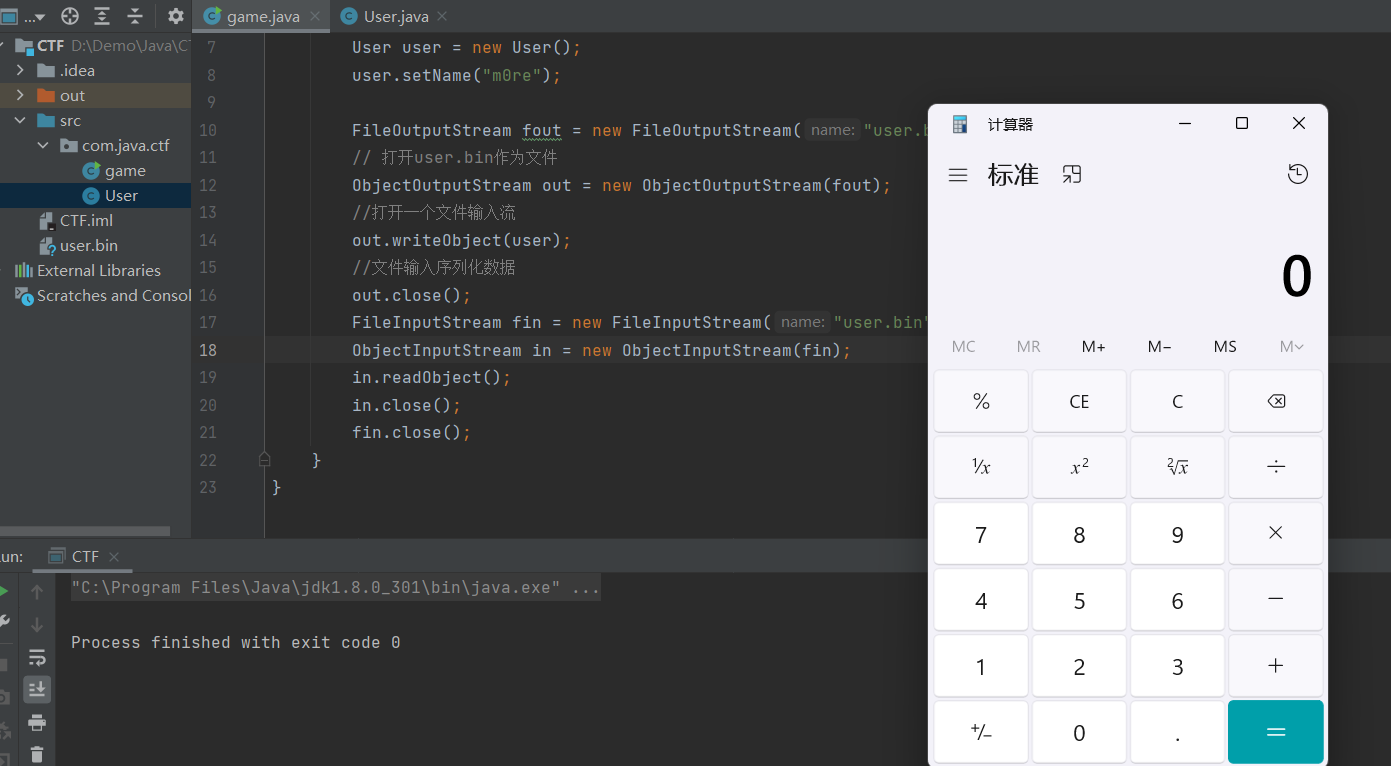 ...
game.java
User.java
CTF D:\Demo\Java\CT
.idea
out
src
com.java.ctf
game
User
CTF.iml
user.bin
External Libraries
Scratches and Consol
7 User user = new User();
8 user.setName("m0re");
9
10 FileOutputStream fout = new FileOutputStream( name: "user.b
11 // 打开user.bin作为文件
12 ObjectOutputStream out = new ObjectOutputStream(fout);
13 //打开一个文件输入流
14 out.writeObject(user);
15 //文件输入序列化数据
16 out.close();
17 FileInputStream fin = new FileInputStream( name: "user.bin"
18 ObjectInputStream in = new ObjectInputStream(fin);
19 in.readObject();
20 in.close();
21 fin.close();
22 }
23 }
un:
CTF
"C:\Program Files\Java\jdk1.8.0_301\bin\java.exe" ...
Process finished with exit code 0
计算器
标准
0
MC MR M+ M− MS M
% CE C
¹/x x² ²√x ÷
7 8 9 ×
4 5 6 −
1 2 3 +
+/− 0 . =